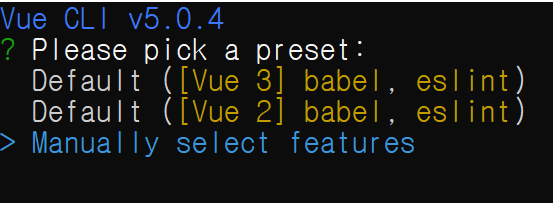 Vue CLI v5.0.4
? Please pick a preset:
  Default ([Vue 3] babel, eslint)
  Default ([Vue 2] babel, eslint)
> Manually select features